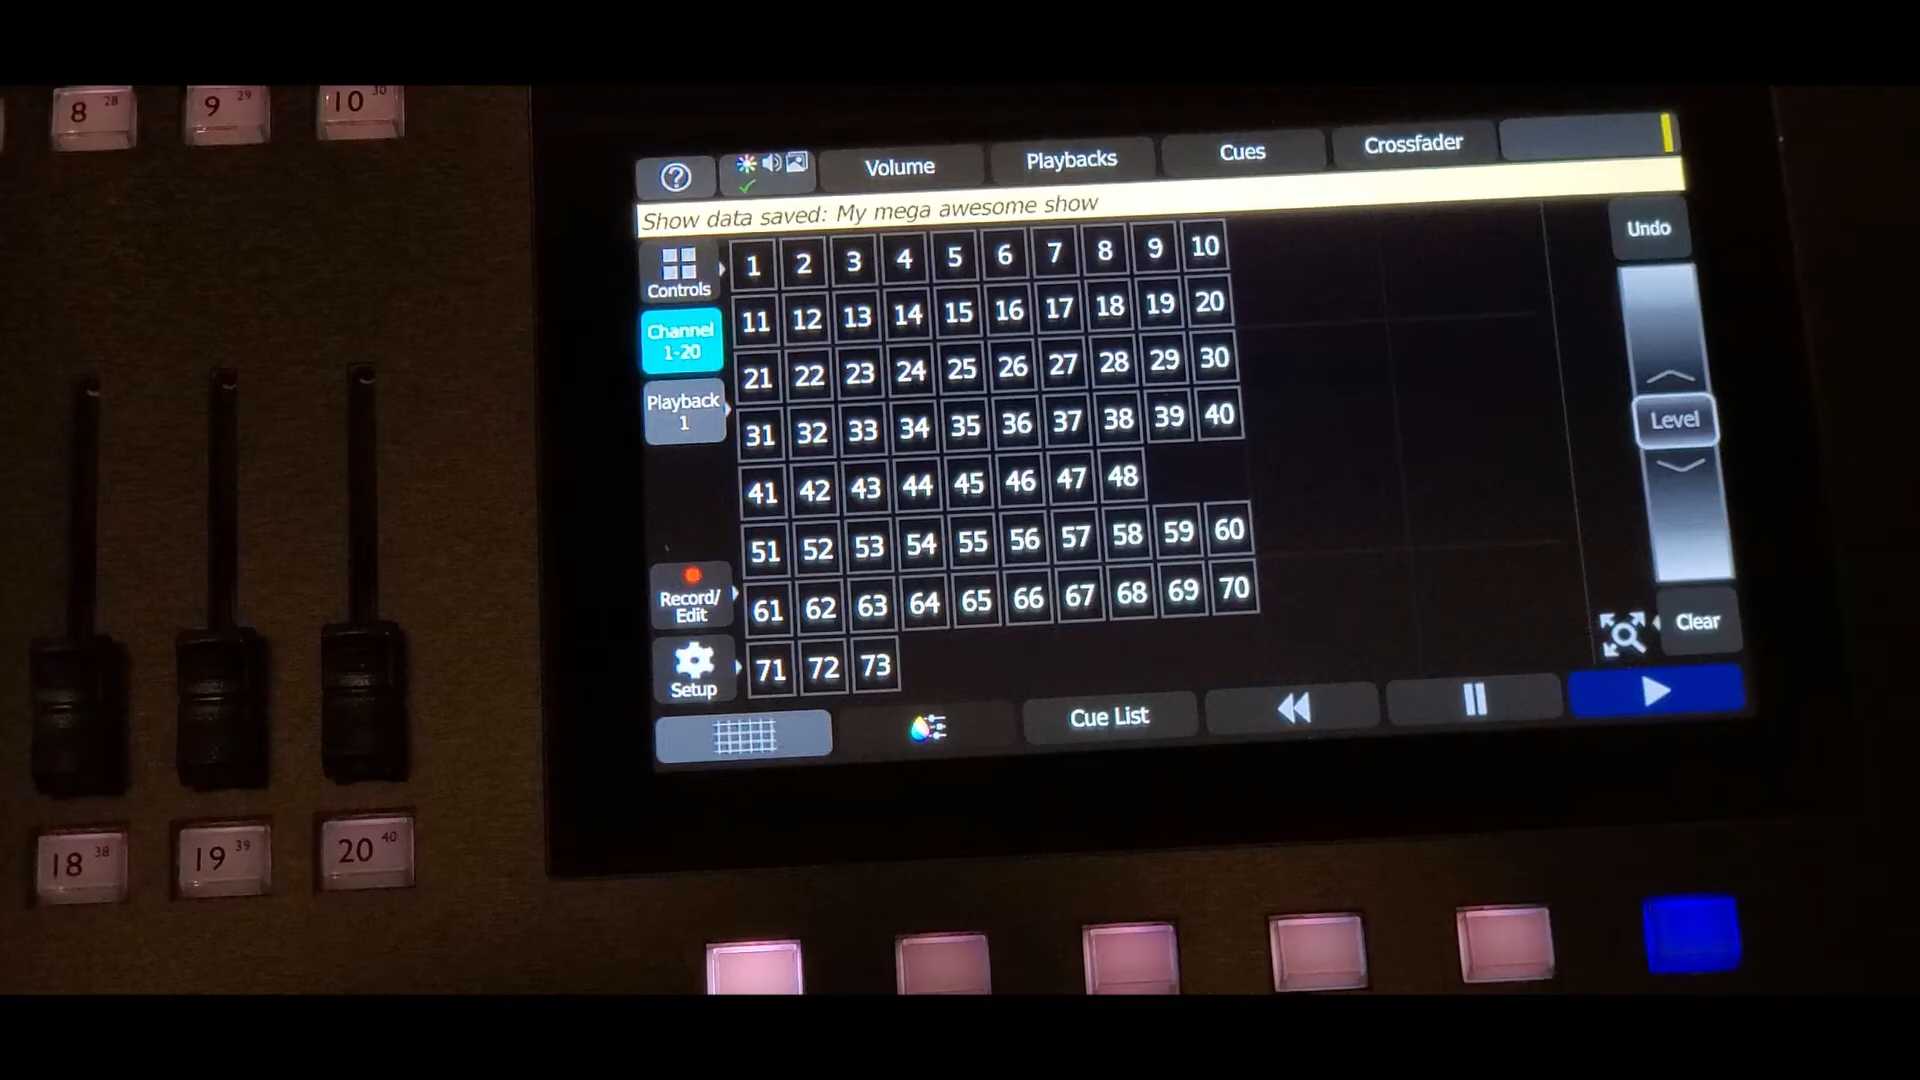 8 28
9 29
10 30
?
Volume
Playbacks
Cues
Crossfader
Show data saved: My mega awesome show
Controls
1 2 3 4 5 6 7 8 9 10
Undo
Channel
1-20
11 12 13 14 15 16 17 18 19 20
21 22 23 24 25 26 27 28 29 30
Playback
1
31 32 33 34 35 36 37 38 39 40
Level
41 42 43 44 45 46 47 48
51 52 53 54 55 56 57 58 59 60
Record/
Edit
61 62 63 64 65 66 67 68 69 70
Clear
Setup
71 72 73
Cue List
18 38
19 39
20 40